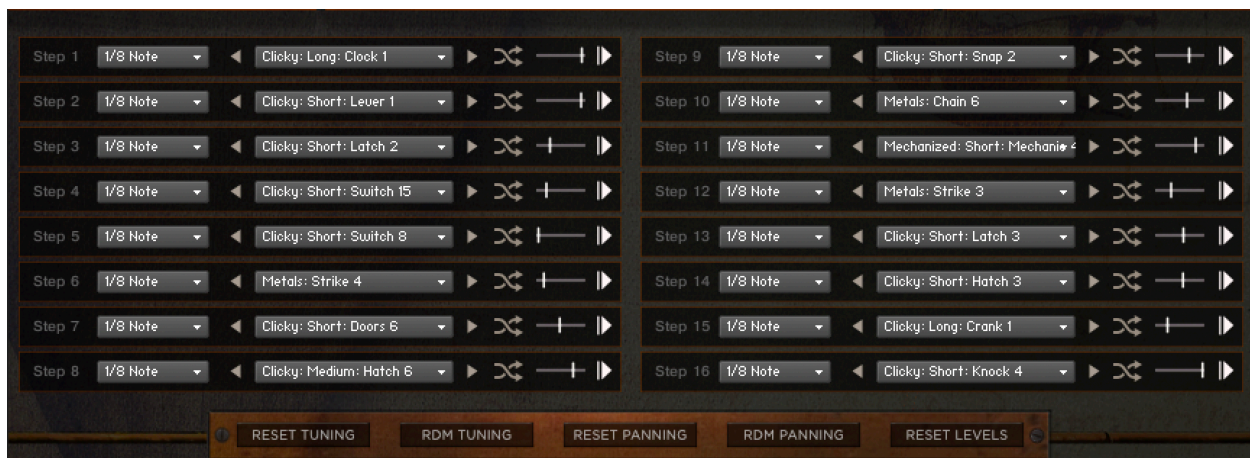 Step 1 1/8 Note Clicky: Long: Clock 1
Step 2 1/8 Note Clicky: Short: Lever 1
Step 3 1/8 Note Clicky: Short: Latch 2
Step 4 1/8 Note Clicky: Short: Switch 15
Step 5 1/8 Note Clicky: Short: Switch 8
Step 6 1/8 Note Metals: Strike 4
Step 7 1/8 Note Clicky: Short: Doors 6
Step 8 1/8 Note Clicky: Medium: Hatch 6
Step 9 1/8 Note Clicky: Short: Snap 2
Step 10 1/8 Note Metals: Chain 6
Step 11 1/8 Note Mechanized: Short: Mechanic 4
Step 12 1/8 Note Metals: Strike 3
Step 13 1/8 Note Clicky: Short: Latch 3
Step 14 1/8 Note Clicky: Short: Hatch 3
Step 15 1/8 Note Clicky: Long: Crank 1
Step 16 1/8 Note Clicky: Short: Knock 4
RESET TUNING RDM TUNING RESET PANNING RDM PANNING RESET LEVELS